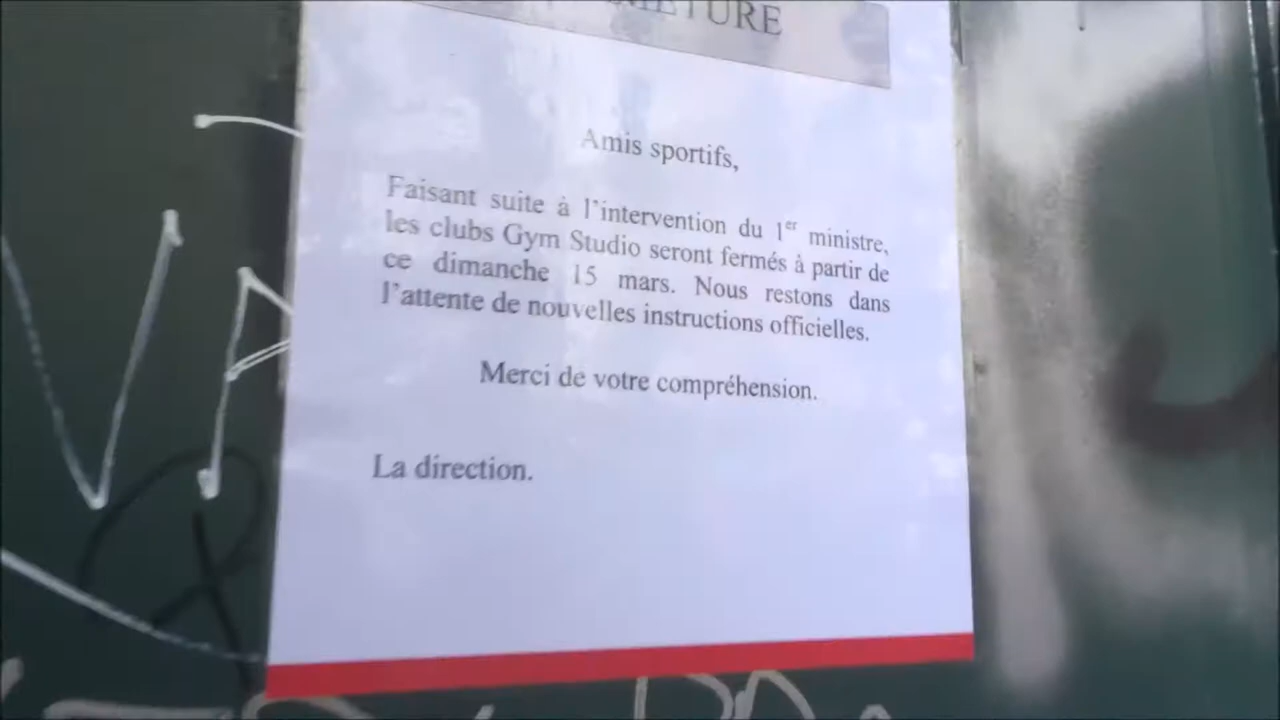 Amis sportifs,
Faisant suite à l'intervention du 1er ministre,
les clubs Gym Studio seront fermés à partir de
ce dimanche 15 mars. Nous restons dans
l'attente de nouvelles instructions officielles.
Merci de votre compréhension.
La direction.